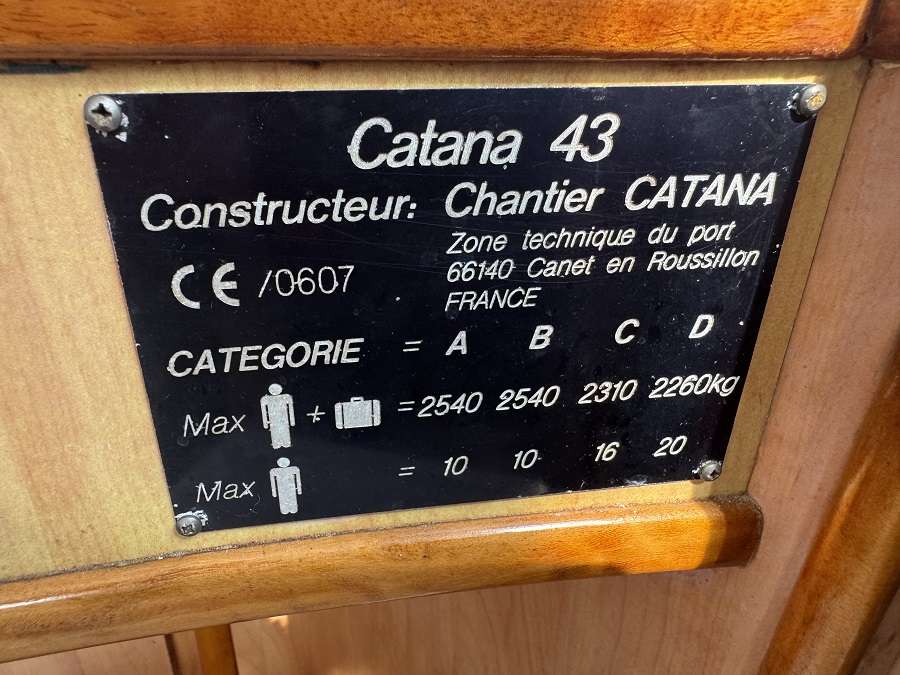 Catana 43
Constructeur: Chantier CATANA
Zone technique du port
66140 Canet en Roussillon
FRANCE
CE /0607
CATEGORIE = A B C D
Max + = 2540 2540 2310 2260kg
Max = 10 10 16 20